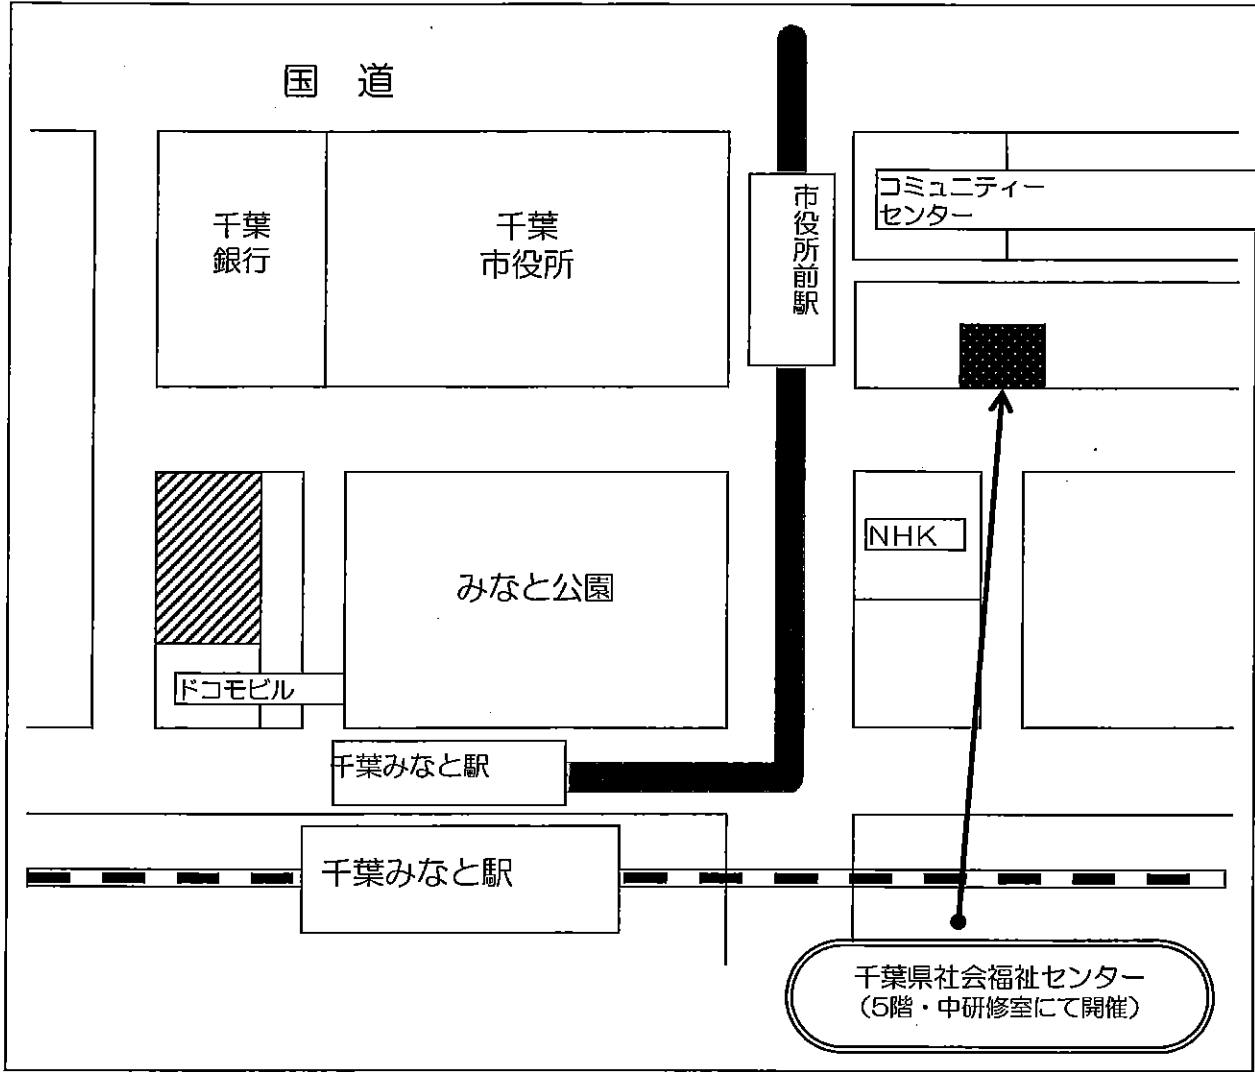 国　道
千葉
銀行
千葉
市役所
市役所前駅
コミュニティー
センター
みなと公園
NHK
ドコモビル
千葉みなと駅
千葉みなと駅
千葉県社会福祉センター
（5階・中研修室にて開催）